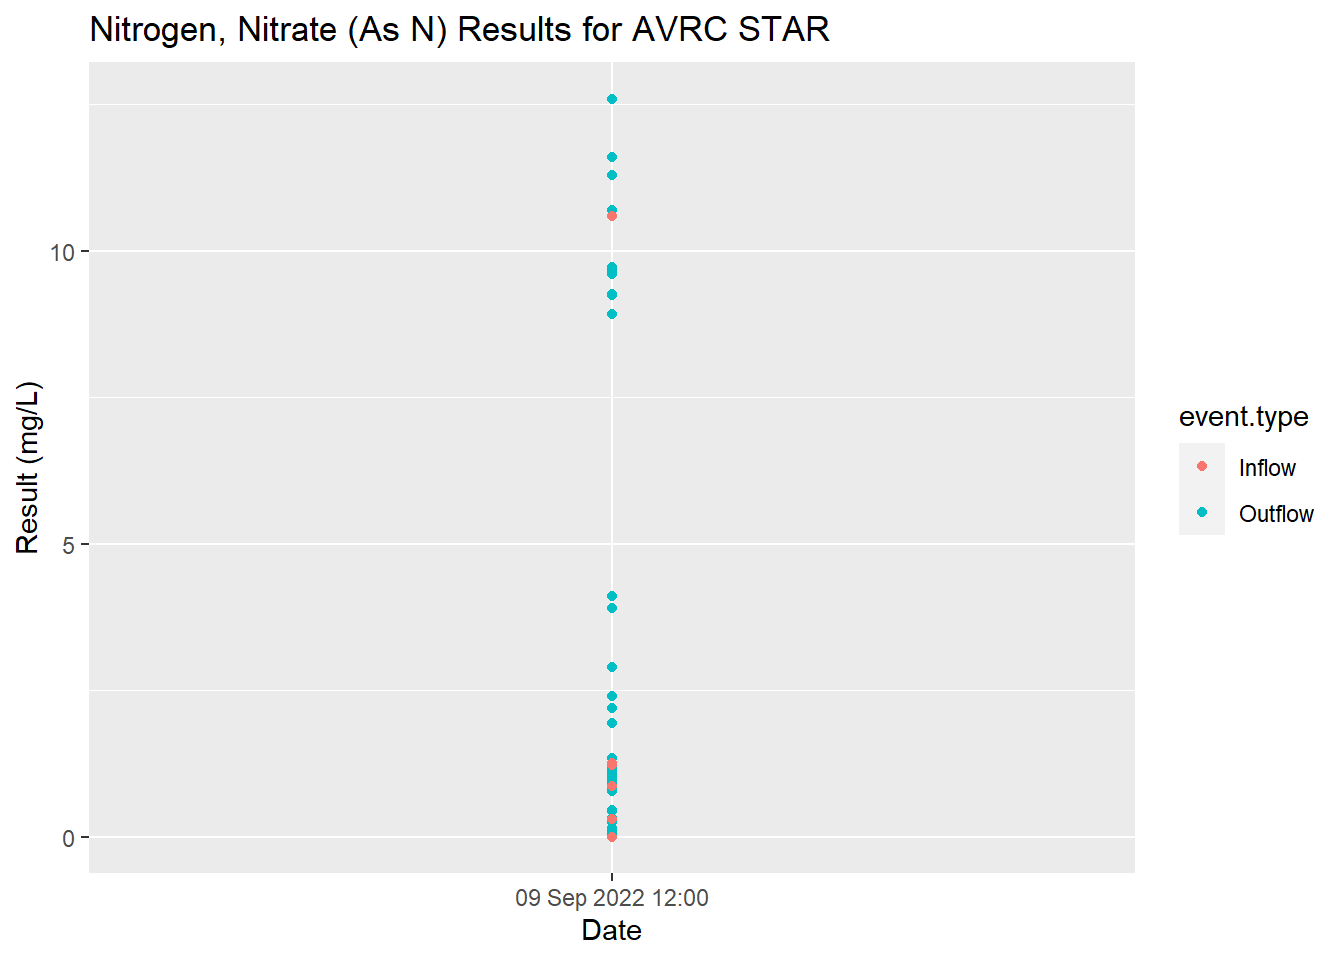 Nitrogen, Nitrate (As N) Results for AVRC STAR
Result (mg/L)
10
5
0
09 Sep 2022 12:00
Date
event.type
Inflow
Outflow